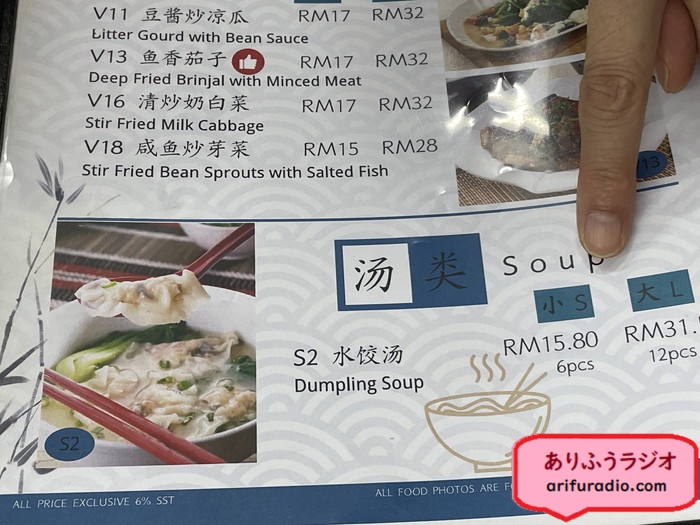 V11 豆酱炒凉瓜 RM17 RM32
Litter Gourd with Bean Sauce
V13 鱼香茄子 RM17 RM32
Deep Fried Brinjal with Minced Meat
V16 清炒奶白菜 RM17 RM32
Stir Fried Milk Cabbage
V18 咸鱼炒芽菜 RM15 RM28
Stir Fried Bean Sprouts with Salted Fish
汤类 Soup
小 S 大 L
S2 水饺汤 RM15.80 RM31.
Dumpling Soup 6pcs 12pcs
S2
ALL PRICE EXCLUSIVE 6% SST
ALL FOOD PHOTOS ARE
ありふうラジオ
arifuradio.com